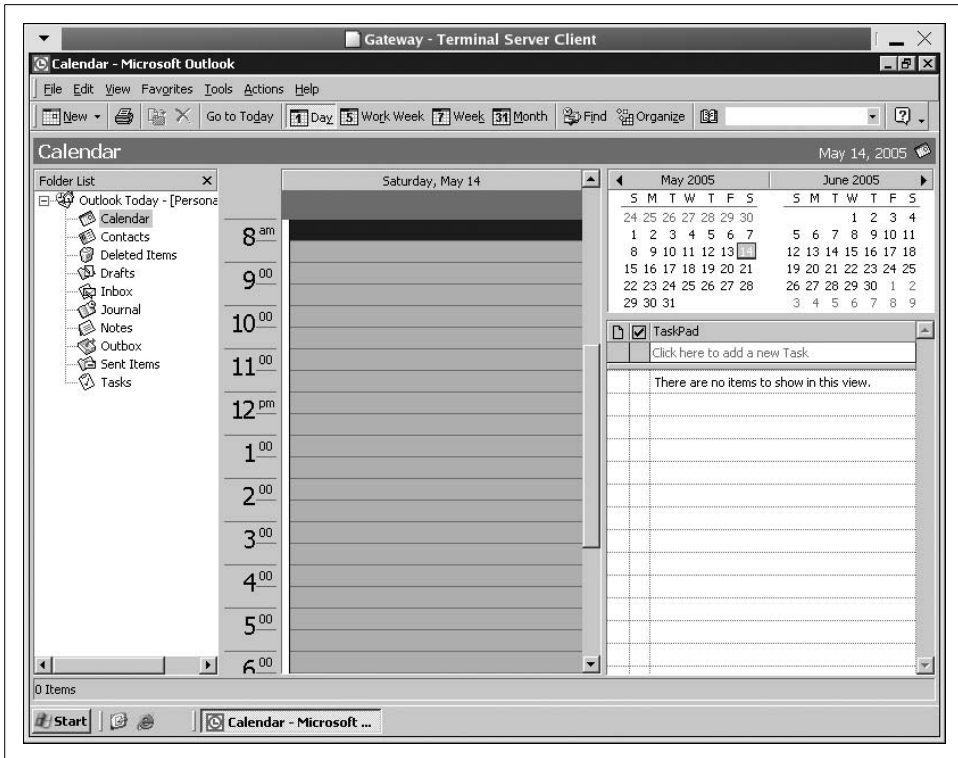 Gateway - Terminal Server Client
Calendar - Microsoft Outlook
File Edit View Favorites Tools Actions Help
New Go to Today 1 Day 5 Work Week 7 Week 31 Month Find Organize
Calendar May 14, 2005
Folder List
Outlook Today - [Persona
Calendar
Contacts
Deleted Items
Drafts
Inbox
Journal
Notes
Outbox
Sent Items
Tasks
Saturday, May 14
8 am
9 00
10 00
11 00
12 pm
1 00
2 00
3 00
4 00
5 00
6 00
May 2005
S M T W T F S
24 25 26 27 28 29 30
1 2 3 4 5 6 7
8 9 10 11 12 13 14
15 16 17 18 19 20 21
22 23 24 25 26 27 28
29 30 31
June 2005
S M T W T F S
1 2 3 4
5 6 7 8 9 10 11
12 13 14 15 16 17 18
19 20 21 22 23 24 25
26 27 28 29 30 1 2
3 4 5 6 7 8 9
TaskPad
Click here to add a new Task
There are no items to show in this view.
0 Items
Start Calendar - Microsoft ...